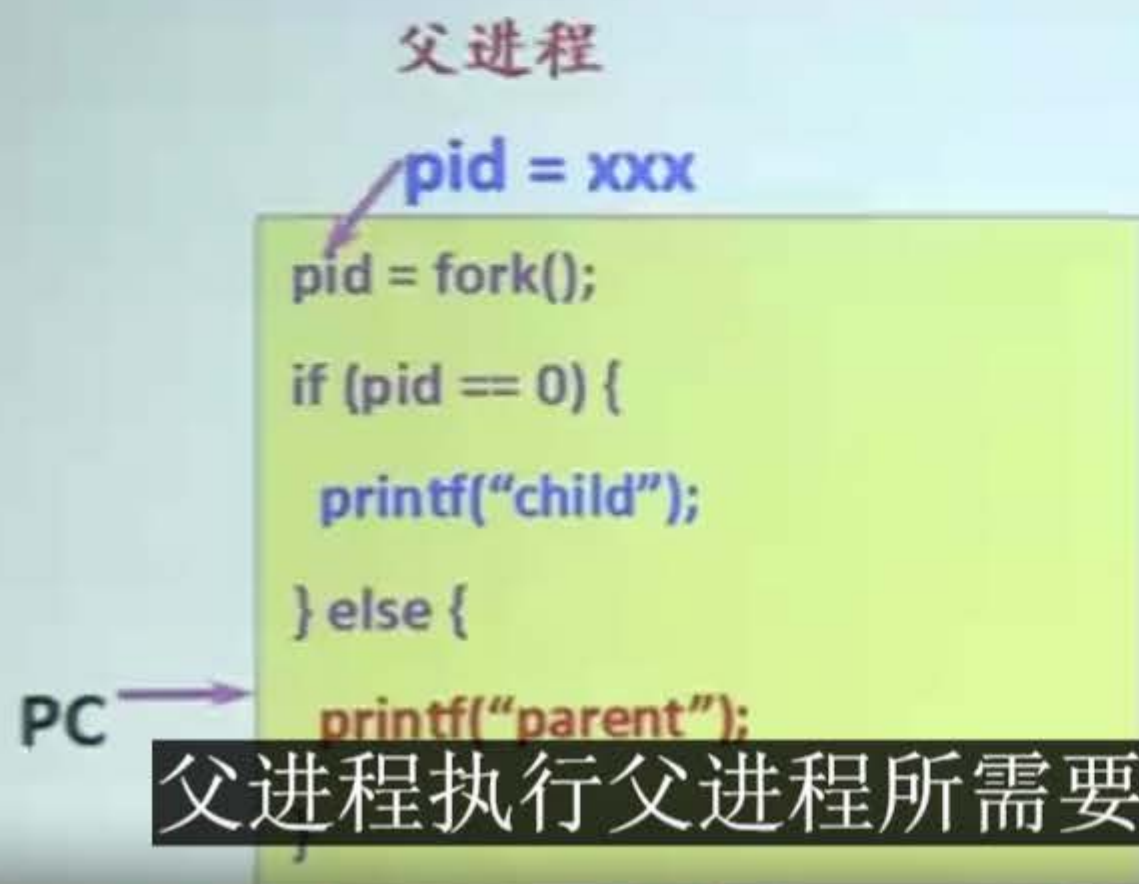 父进程
pid = xxx
pid = fork();
if (pid == 0) {
printf(“child”);
} else {
PC
printf(“parent”);
父进程执行父进程所需要
}